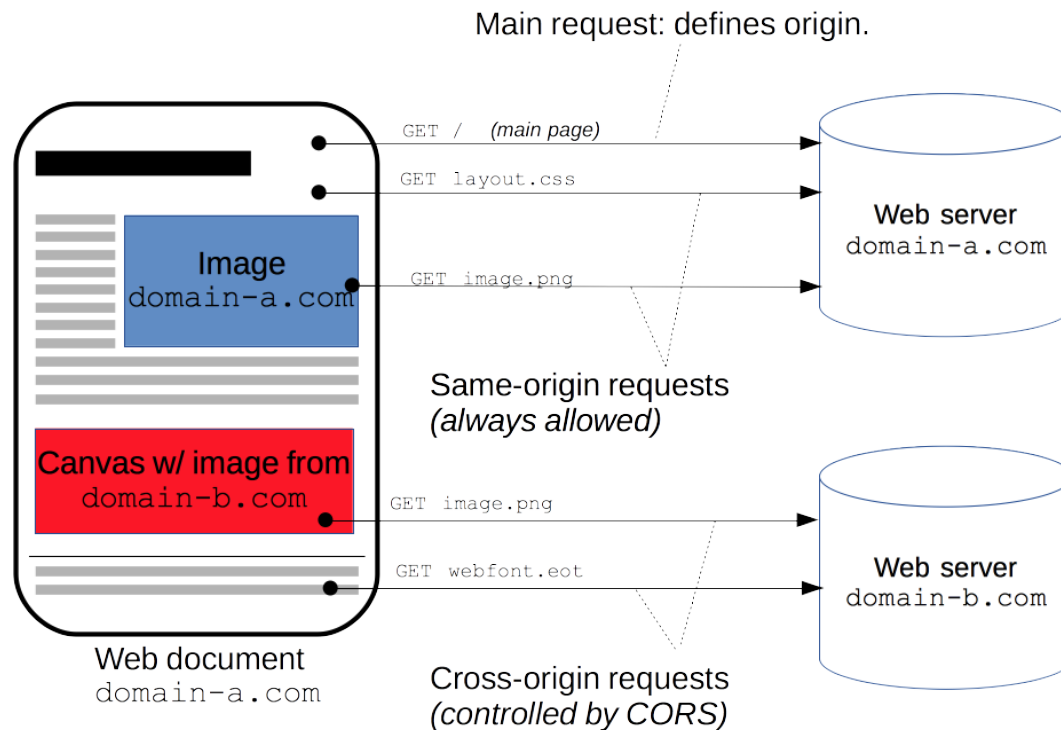 Main request: defines origin.
GET / (main page)
GET layout.css
Image
domain-a.com
GET image.png
Web server
domain-a.com
Same-origin requests
(always allowed)
Canvas w/ image from
domain-b.com
GET image.png
GET webfont.eot
Web server
domain-b.com
Web document
domain-a.com
Cross-origin requests
(controlled by CORS)